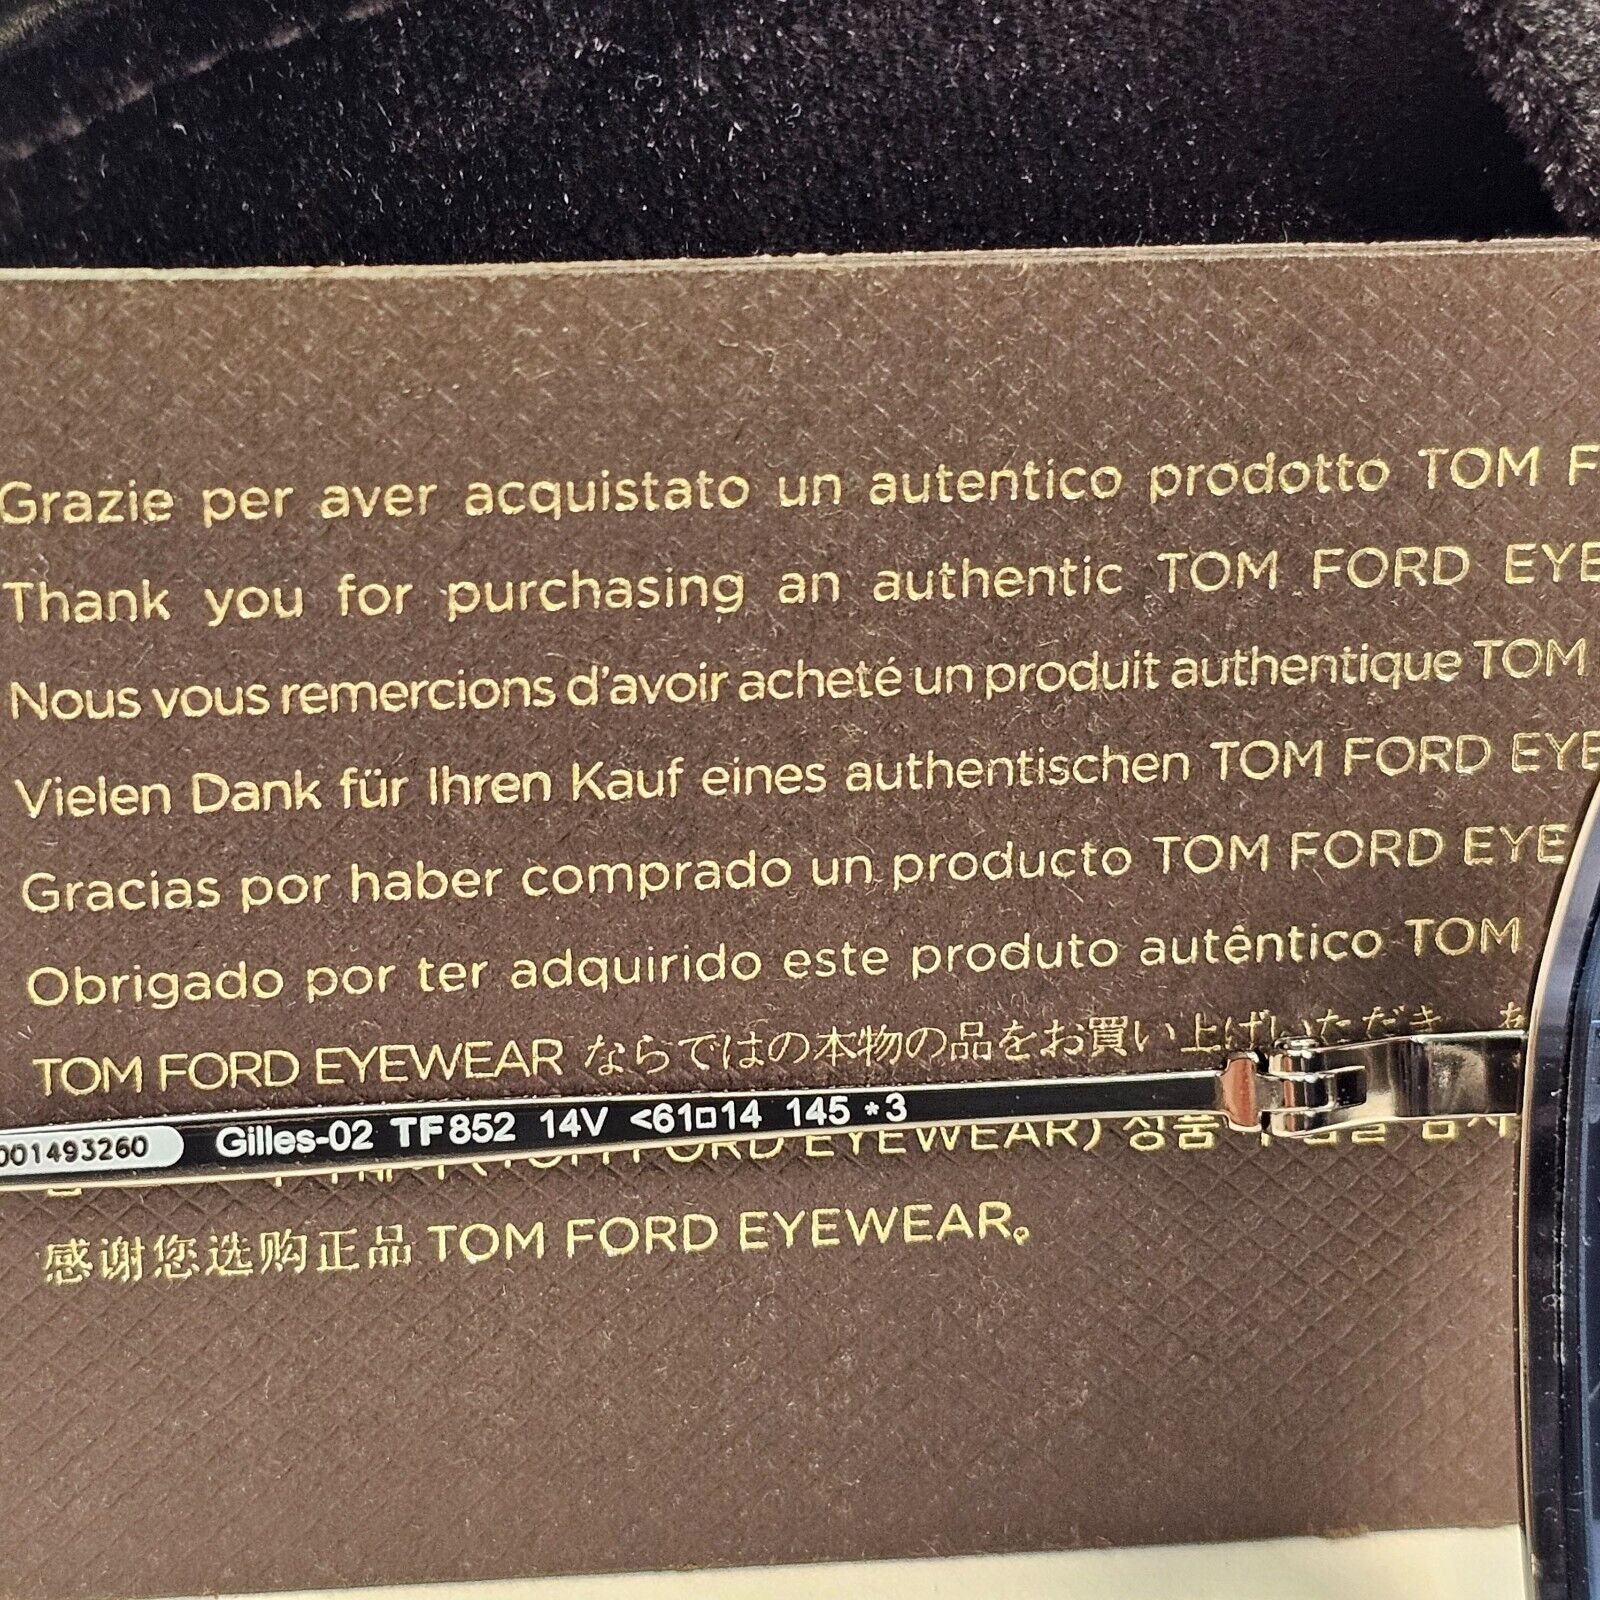 Grazie per aver acquistato un autentico prodotto TOM F
Thank you for purchasing an authentic TOM FORD EYE
Nous vous remercions d'avoir acheté un produit authentique TOM
Vielen Dank für Ihren Kauf eines authentischen TOM FORD EYE
Gracias por haber comprado un producto TOM FORD EYE
Obrigado por ter adquirido este produto autêntico TOM
TOM FORD EYEWEAR ならではの本物の品をお買い上げいただき
001493260 Gilles-02 TF852 14V <61□14 145 *3
FORD EYEWEAR) 정품
感谢您选购正品 TOM FORD EYEWEAR。